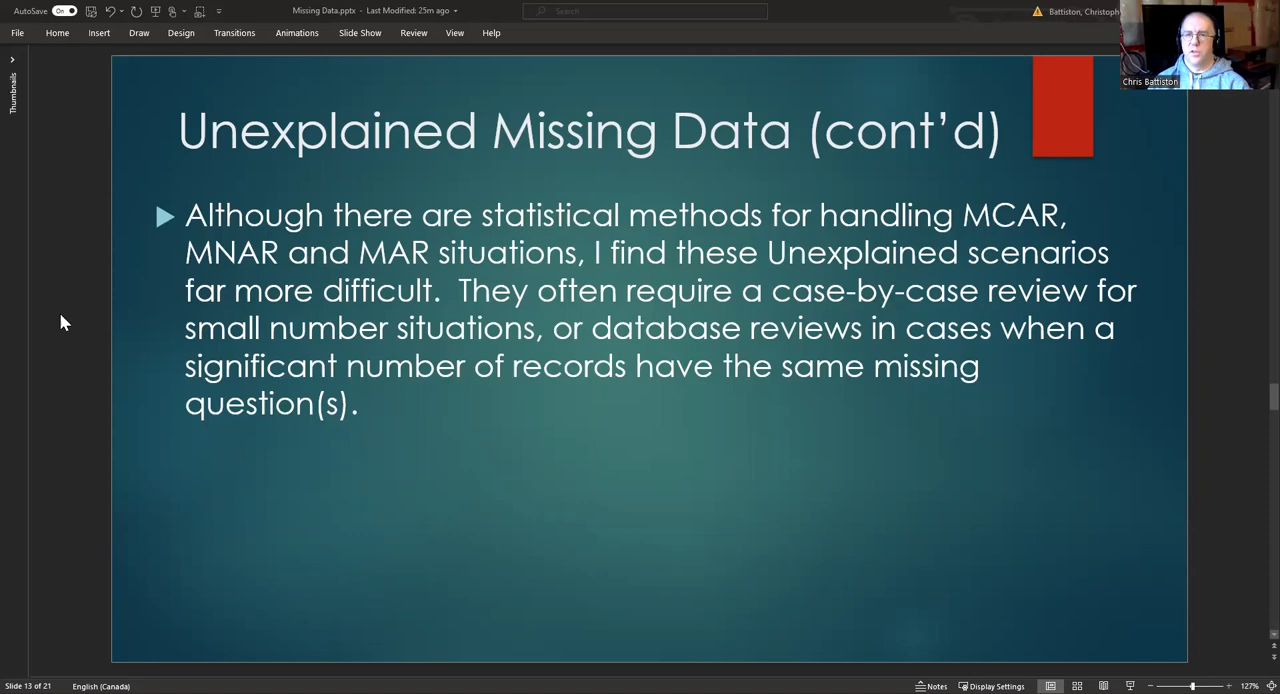 AutoSave On Missing Data.pptx - Last Modified: 25m ago Search Battiston, Christoph
File Home Insert Draw Design Transitions Animations Slide Show Review View Help
Chris Battiston
Thumbnails
Unexplained Missing Data (cont’d)
Although there are statistical methods for handling MCAR,
MNAR and MAR situations, I find these Unexplained scenarios
far more difficult.  They often require a case-by-case review for
small number situations, or database reviews in cases when a
significant number of records have the same missing
question(s).
Slide 13 of 21 English (Canada) Notes Display Settings 127%